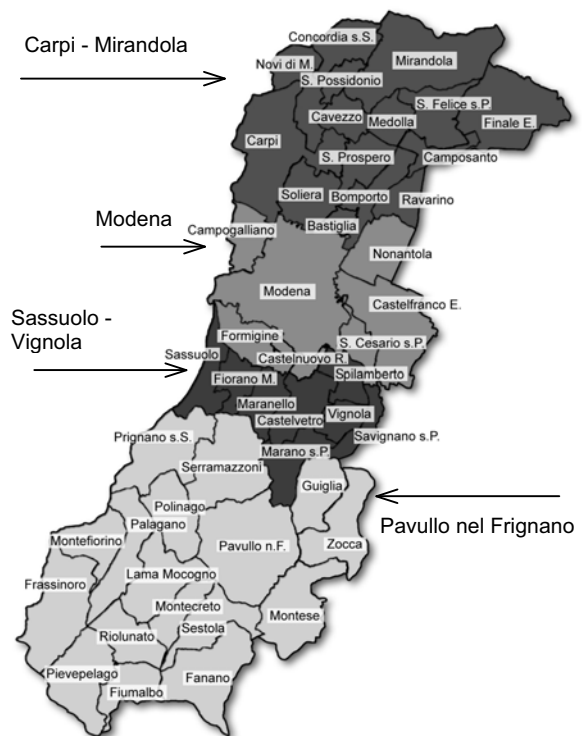 Concordia s.S.
Carpi - Mirandola
Novi di M.
Mirandola
S. Possidonio
S. Felice s.P
Cavezzo
Medolla
Finale E.
Carpi
S. Prospero
Camposanto
Soliera
Bomporto
Ravarino
Modena
Campogalliano
Bastiglia
Nonantola
Modena
Castelfranco E.
Sassuolo -
Vignola
Formigine
S. Cesario s.P.
Sassuolo
Castelnuovo R.
Fiorano M.
Spilamberto
Maranello
Vignola
Castelvetro
Prignano s.S.
Savignano s.P.
Marano s.P.
Serramazzoni
Guiglia
Polinago
Palagano
Pavullo nel Frignano
Montefiorino
Pavullo n.F.
Zocca
Lama Mocogno
Frassinoro
Montecreto
Montese
Sestola
Riolunato
Pievepelago
Fanano
Fiumalbo